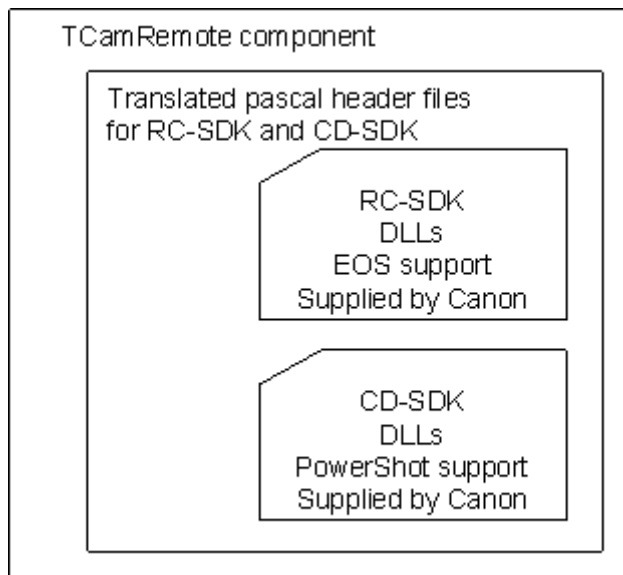 TCamRemote component
Translated pascal header files
for RC-SDK and CD-SDK
RC-SDK
DLLs
EOS support
Supplied by Canon
CD-SDK
DLLs
PowerShot support
Supplied by Canon